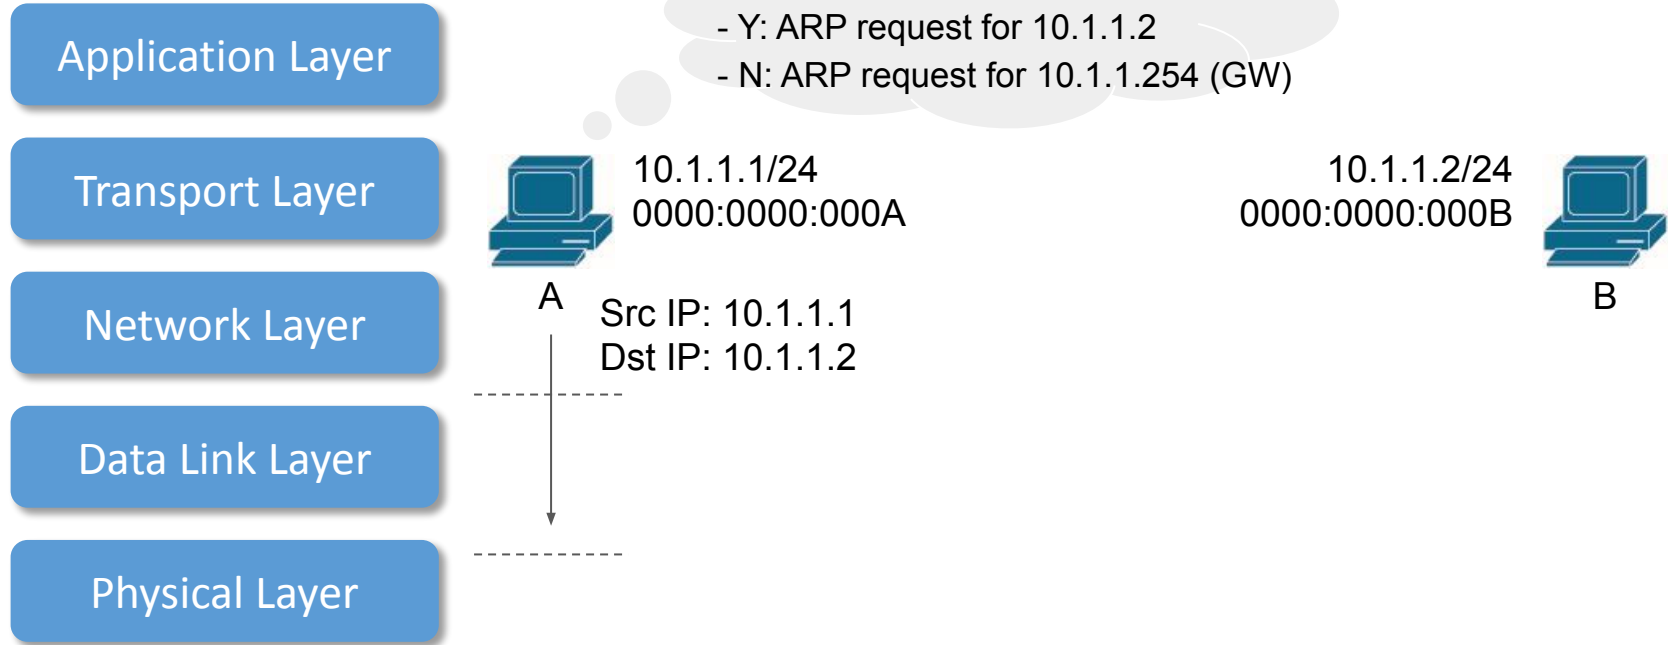 - Y: ARP request for 10.1.1.2
- N: ARP request for 10.1.1.254 (GW)
Application Layer
Transport Layer
Network Layer
Data Link Layer
Physical Layer
10.1.1.1/24
0000:0000:000A
A
Src IP: 10.1.1.1
Dst IP: 10.1.1.2
10.1.1.2/24
0000:0000:000B
B